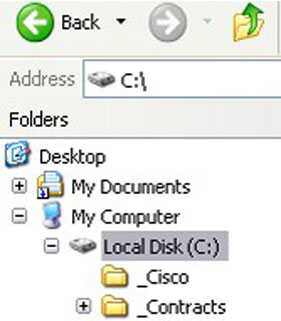 Back
Address C:\
Folders
Desktop
My Documents
My Computer
Local Disk (C:)
_Cisco
_Contracts